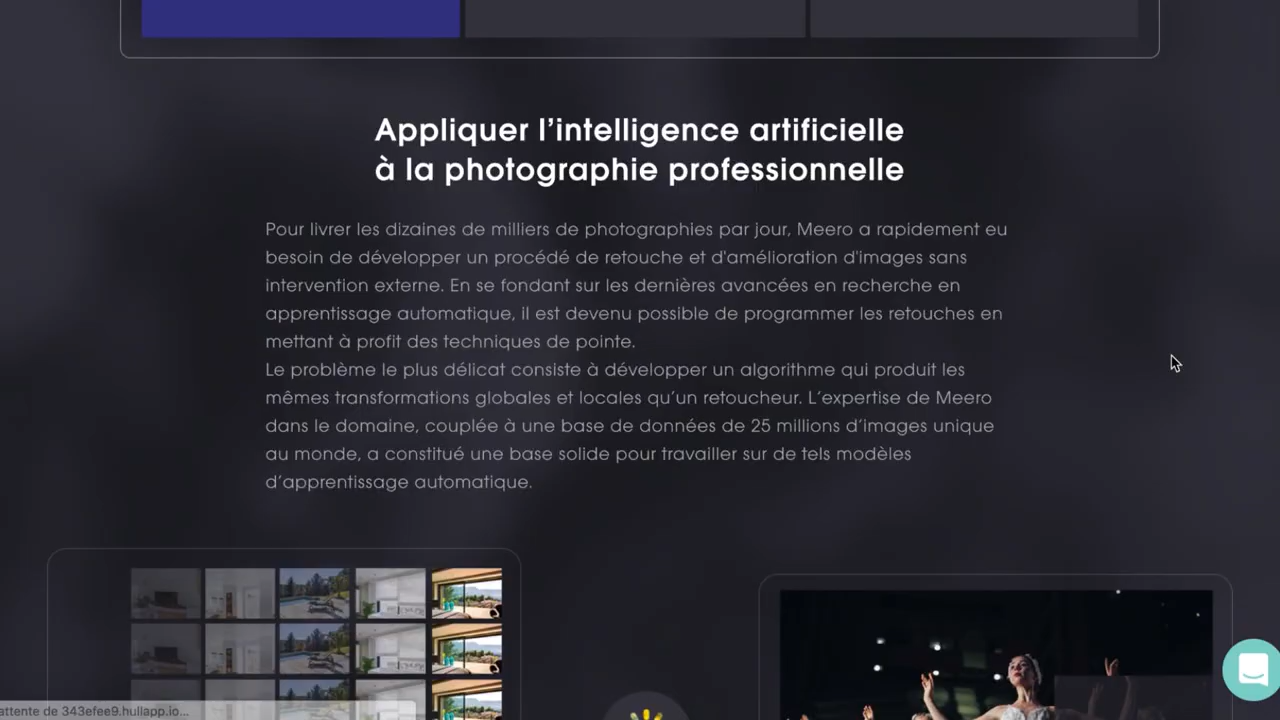 Appliquer l’intelligence artificielle
à la photographie professionnelle
Pour livrer les dizaines de milliers de photographies par jour, Meero a rapidement eu
besoin de développer un procédé de retouche et d'amélioration d'images sans
intervention externe. En se fondant sur les dernières avancées en recherche en
apprentissage automatique, il est devenu possible de programmer les retouches en
mettant à profit des techniques de pointe.
Le problème le plus délicat consiste à développer un algorithme qui produit les
mêmes transformations globales et locales qu’un retoucheur. L’expertise de Meero
dans le domaine, couplée à une base de données de 25 millions d’images unique
au monde, a constitué une base solide pour travailler sur de tels modèles
d’apprentissage automatique.
attente de 343efee9.hullapp.io...